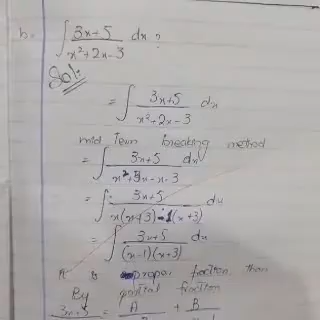 b. ∫ 3x+5 / x²+2x-3 dx ?
Sol:
= ∫ 3x+5 / x²+2x-3 dx
mid Term breaking method
= ∫ 3x+5 / x²+3x-x-3 dx
= ∫ 3x+5 / x(x+3)-1(x+3) dx
= ∫ 3x+5 / (x-1)(x+3) dx
It is proper fraction than
By partial fraction
3x+5 = A + B